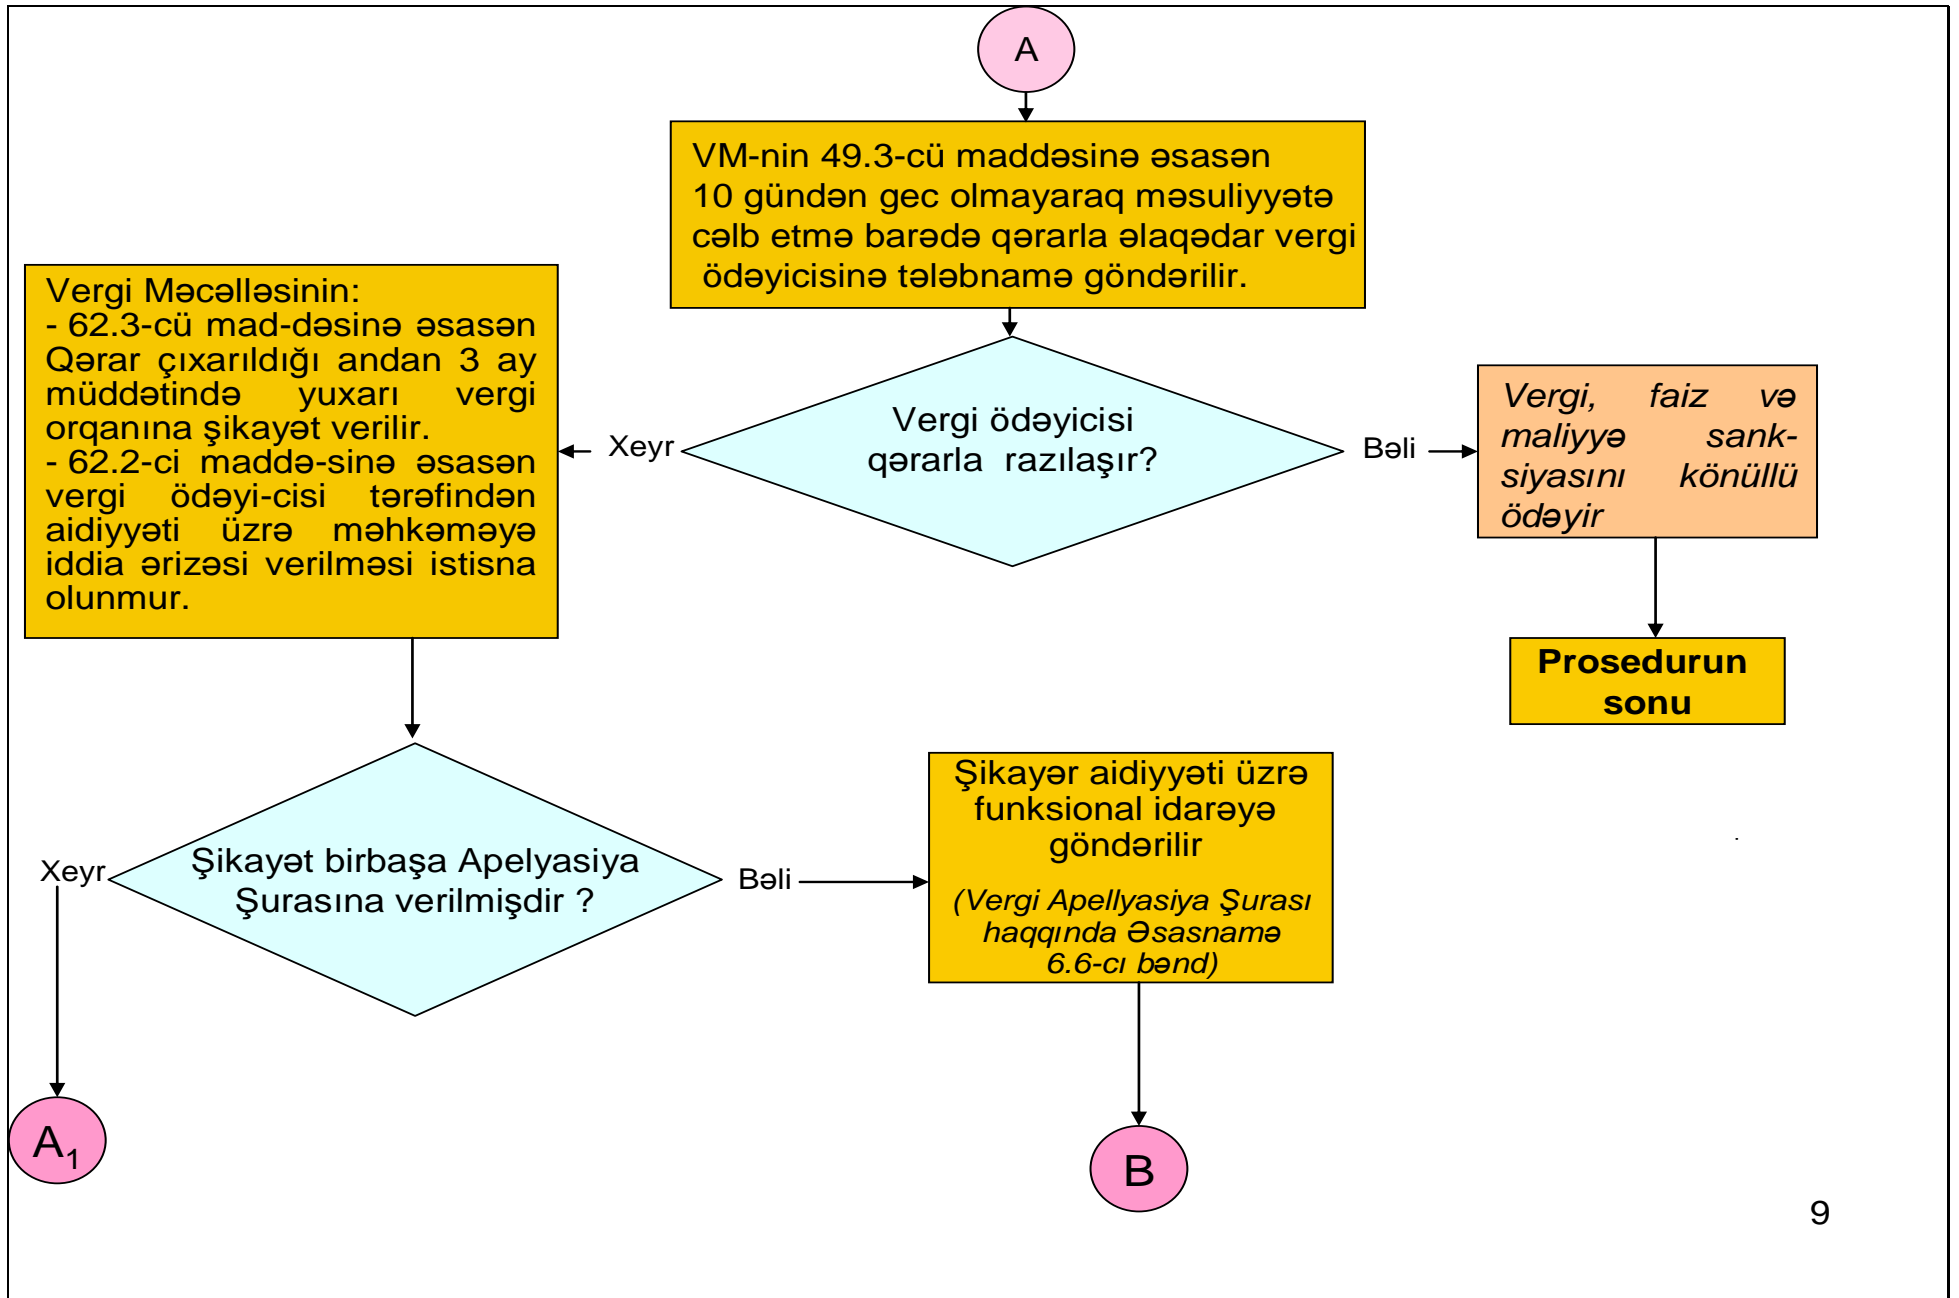 A
VM-nin 49.3-cü maddəsinə əsasən
10 gündən gec olmayaraq məsuliyyətə
cəlb etmə barədə qərarla əlaqədar vergi
ödəyicisinə tələbnamə göndərilir.
Vergi Məcəlləsinin:
- 62.3-cü mad-dəsinə əsasən
Qərar çıxarıldığı andan 3 ay
müddətində yuxarı vergi
orqanına şikayət verilir.
- 62.2-ci maddə-sinə əsasən
vergi ödəyi-cisi tərəfindən
aidiyyəti üzrə məhkəməyə
iddia ərizəsi verilməsi istisna
olunmur.
Xeyr
Vergi ödəyicisi
qərarla razılaşır?
Bəli
Vergi, faiz və
maliyyə sank-
siyasını könüllü
ödəyir
Prosedurun
sonu
Xeyr
Şikayət birbaşa Apelyasiya
Şurasına verilmişdir ?
Bəli
Şikayər aidiyyəti üzrə
funksional idarəyə
göndərilir
(Vergi Apellyasiya Şurası
haqqında Əsasnamə
6.6-cı bənd)
A1
B
9